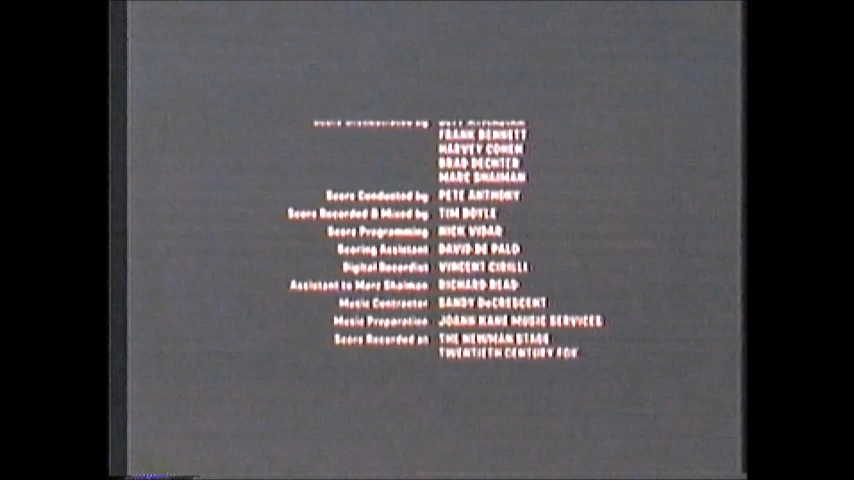 Score Orchestrated by
FRANK BENNETT
HARVEY COHEN
BRAD DECHTER
MARC SHAIMAN
Score Conducted by PETE ANTHONY
Score Recorded & Mixed by TIM BOYLE
Score Programming NICK VIDAR
Scoring Assistant DAVID DE PALO
Digital Recordist VINCENT CIRILLI
Assistant to Marc Shaiman RICHARD READ
Music Contractor SANDY DeCRESCENT
Music Preparation JOANN KANE MUSIC SERVICES
Score Recorded at THE NEWMAN STAGE
TWENTIETH CENTURY FOX